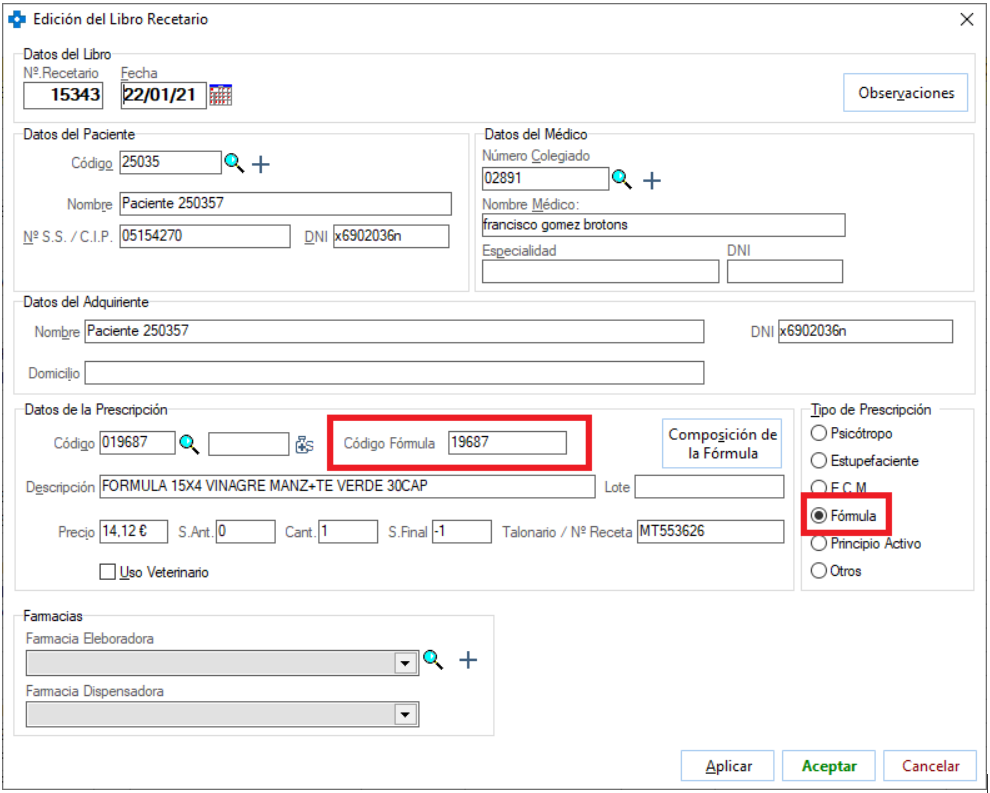 Edición del Libro Recetario
Datos del Libro
Nº.Recetario Fecha
15343 22/01/21
Observaciones
Datos del Paciente
Código 25035
Nombre Paciente 250357
Nº S.S. / C.I.P. 05154270 DNI x6902036n
Datos del Médico
Número Colegiado
02891
Nombre Médico:
francisco gomez brotons
Especialidad DNI
Datos del Adquiriente
Nombre Paciente 250357 DNI x6902036n
Domicilio
Datos de la Prescripción
Código 019687 Código Fórmula 19687
Composición de
la Fórmula
Descripción FORMULA 15X4 VINAGRE MANZ+TE VERDE 30CAP Lote
Precio 14,12 € S.Ant. 0 Cant. 1 S.Final -1 Talonario / Nº Receta MT553626
Uso Veterinario
Tipo de Prescripción
Psicótropo
Estupefaciente
E.C.M.
Fórmula
Principio Activo
Otros
Farmacias
Farmacia Eleboradora
Farmacia Dispensadora
Aplicar Aceptar Cancelar